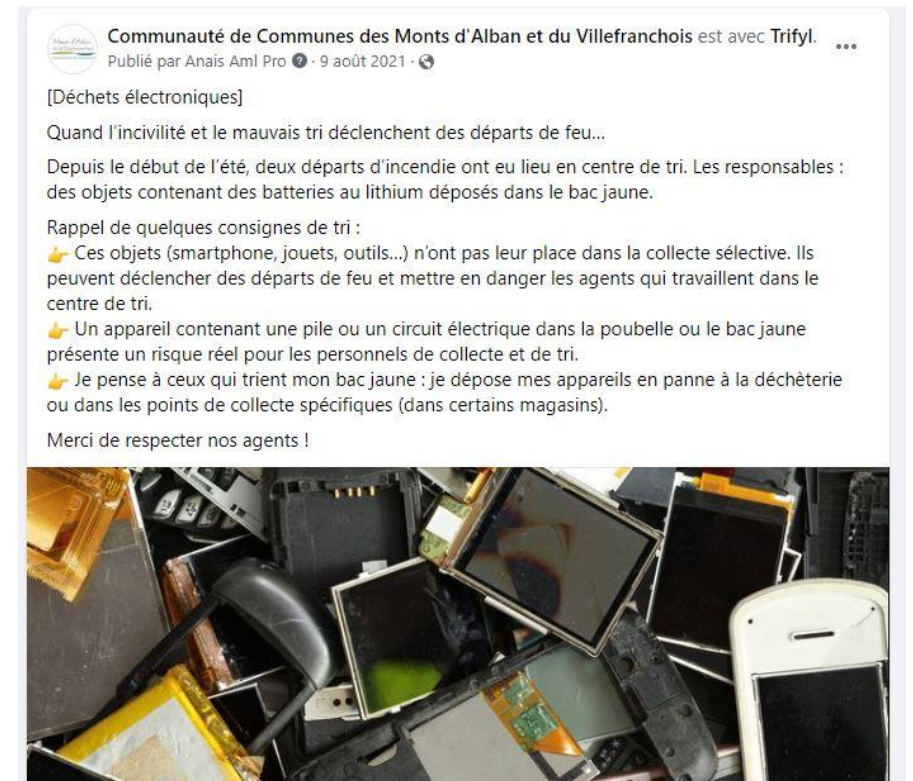 Communauté de Communes des Monts d'Alban et du Villefranchois est avec Trifyl.
Publié par Anais Aml Pro ? · 9 août 2021 ·
[Déchets électroniques]
Quand l'incivilité et le mauvais tri déclenchent des départs de feu...
Depuis le début de l'été, deux départs d'incendie ont eu lieu en centre de tri. Les responsables :
des objets contenant des batteries au lithium déposés dans le bac jaune.
Rappel de quelques consignes de tri :
👉 Ces objets (smartphone, jouets, outils...) n'ont pas leur place dans la collecte sélective. Ils
peuvent déclencher des départs de feu et mettre en danger les agents qui travaillent dans le
centre de tri.
👉 Un appareil contenant une pile ou un circuit électrique dans la poubelle ou le bac jaune
présente un risque réel pour les personnels de collecte et de tri.
👉 Je pense à ceux qui trient mon bac jaune : je dépose mes appareils en panne à la déchèterie
ou dans les points de collecte spécifiques (dans certains magasins).
Merci de respecter nos agents !